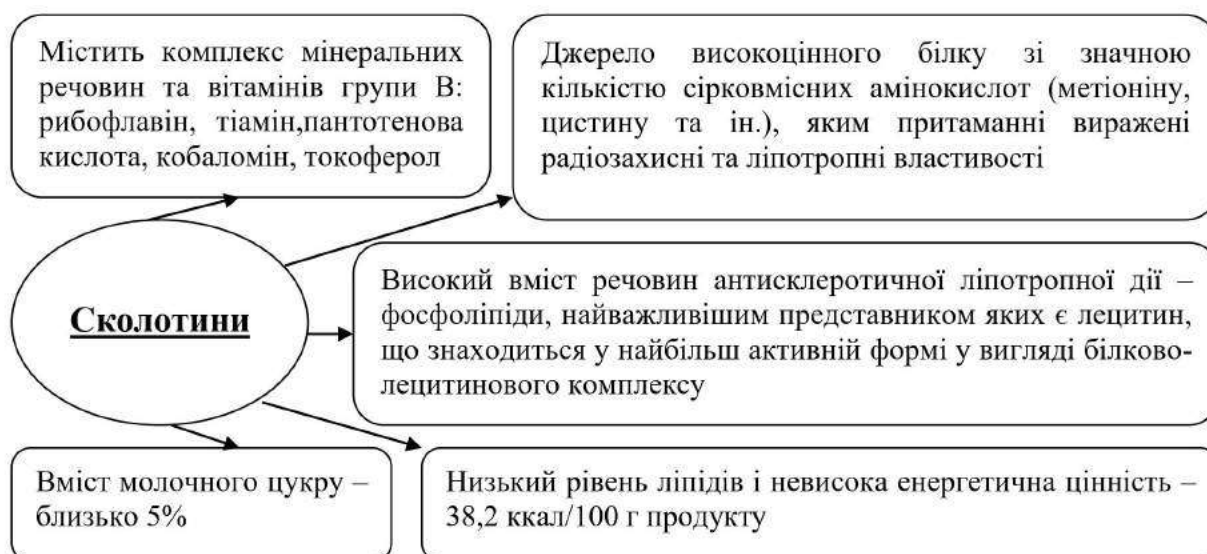 Містить комплекс мінеральних
речовин та вітамінів групи В:
рибофлавін, тіамін,пантотенова
кислота, кобаломін, токоферол
Джерело високоцінного білку зі значною
кількістю сірковмісних амінокислот (метіоніну,
цистину та ін.), яким притаманні виражені
радіозахисні та ліпотропні властивості
Сколотини
Високий вміст речовин антисклеротичної ліпотропної дії –
фосфоліпіди, найважливішим представником яких є лецитин,
що знаходиться у найбільш активній формі у вигляді білково-
лецитинового комплексу
Вміст молочного цукру –
близько 5%
Низький рівень ліпідів і невисока енергетична цінність –
38,2 ккал/100 г продукту